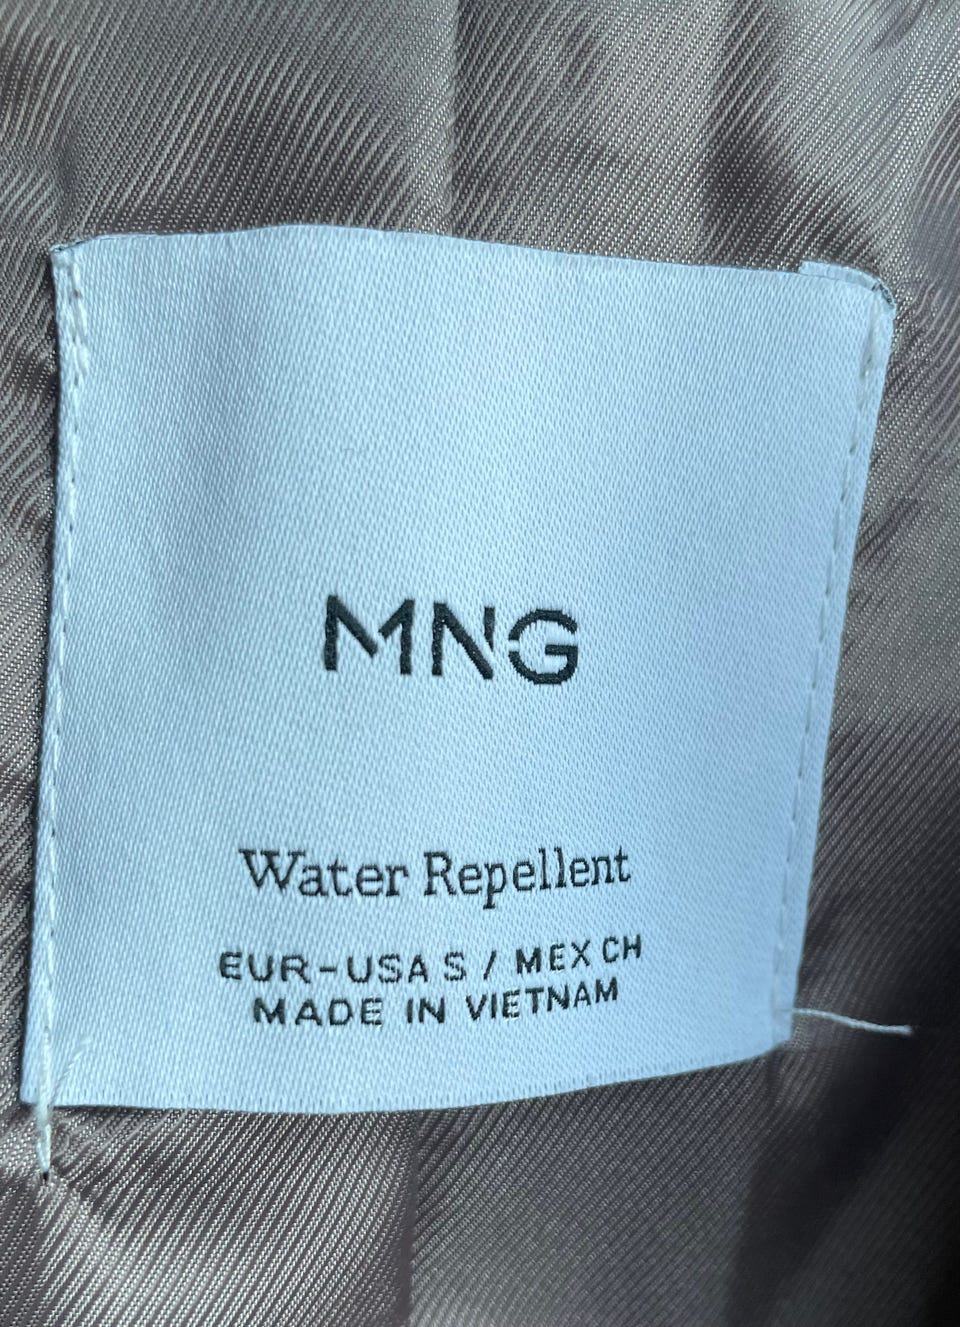 MNG
Water Repellent
EUR-USA S / MEX CH
MADE IN VIETNAM